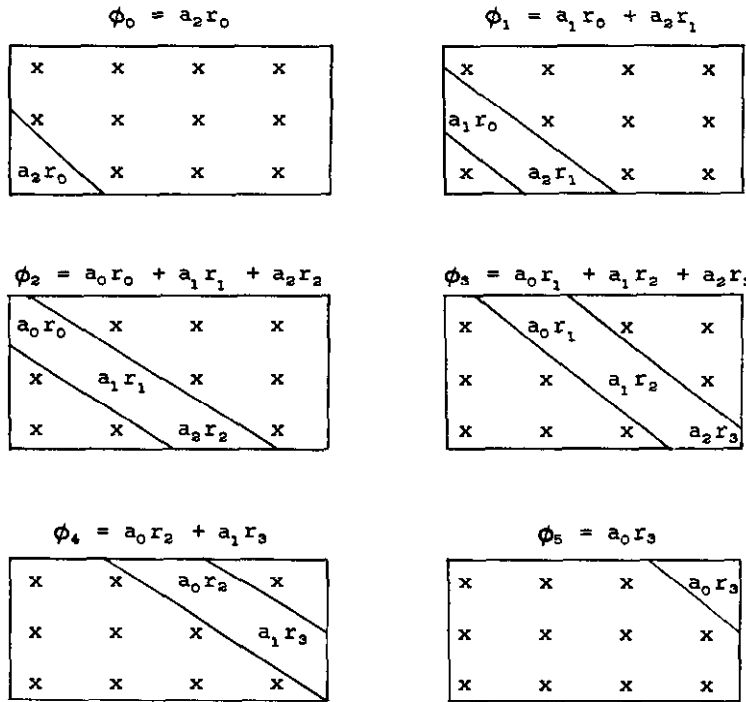 ϕ₀ = a₂r₀
x x x x
x x x x
a₂r₀ x x x
ϕ₁ = a₁r₀ + a₂r₁
x x x x
a₁r₀ x x x
x a₂r₁ x x
ϕ₂ = a₀r₀ + a₁r₁ + a₂r₂
a₀r₀ x x x
x a₁r₁ x x
x x a₂r₂ x
ϕ₃ = a₀r₁ + a₁r₂ + a₂r₃
x a₀r₁ x x
x x a₁r₂ x
x x x a₂r₃
ϕ₄ = a₀r₂ + a₁r₃
x x a₀r₂ x
x x x a₁r₃
x x x x
ϕ₅ = a₀r₃
x x x a₀r₃
x x x x
x x x x